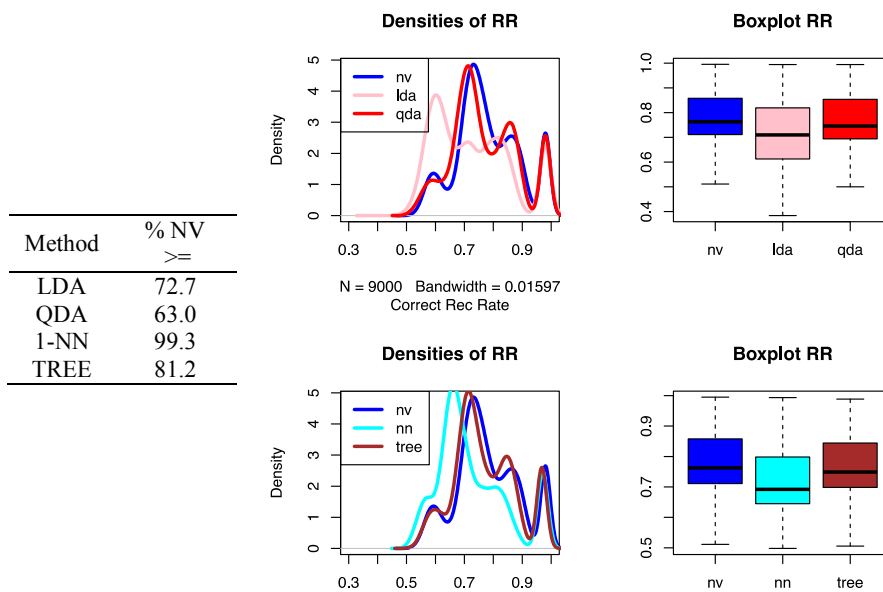 Method % NV
>=
LDA 72.7
QDA 63.0
1-NN 99.3
TREE 81.2
Densities of RR
nv
lda
qda
Density
0 1 2 3 4 5
0.3 0.5 0.7 0.9
N = 9000 Bandwidth = 0.01597
Correct Rec Rate
Boxplot RR
0.4 0.6 0.8 1.0
nv lda qda
Densities of RR
nv
nn
tree
Density
0 1 2 3 4 5
0.3 0.5 0.7 0.9
Boxplot RR
0.5 0.7 0.9
nv nn tree